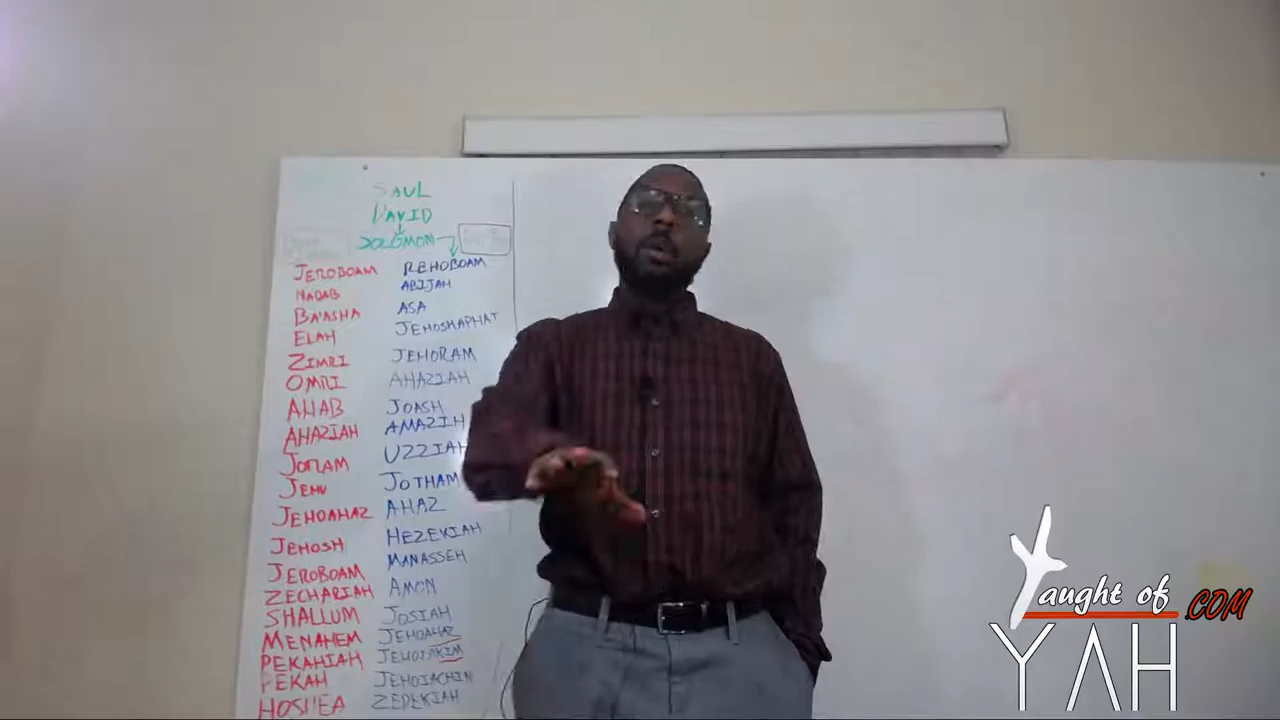 SAUL
DAVID
SOLOMON
JEROBOAM
NADAB
BA'ASHA
ELAH
ZIMRI
OMRI
AHAB
AHAZIAH
JORAM
JEHU
JEHOAHAZ
JEHOSH
JEROBOAM
ZECHARIAH
SHALLUM
MENAHEM
PEKAHIAH
PEKAH
HOSHEA
REHOBOAM
ABIJAH
ASA
JEHOSHAPHAT
JEHORAM
AHAZIAH
JOASH
AMAZIH
UZZIAH
JOTHAM
AHAZ
HEZEKIAH
MANASSEH
AMON
JOSIAH
JEHOAHAZ
JEHOIAKIM
JEHOIACHIN
ZEDEKIAH
Taught of .COM
YAH